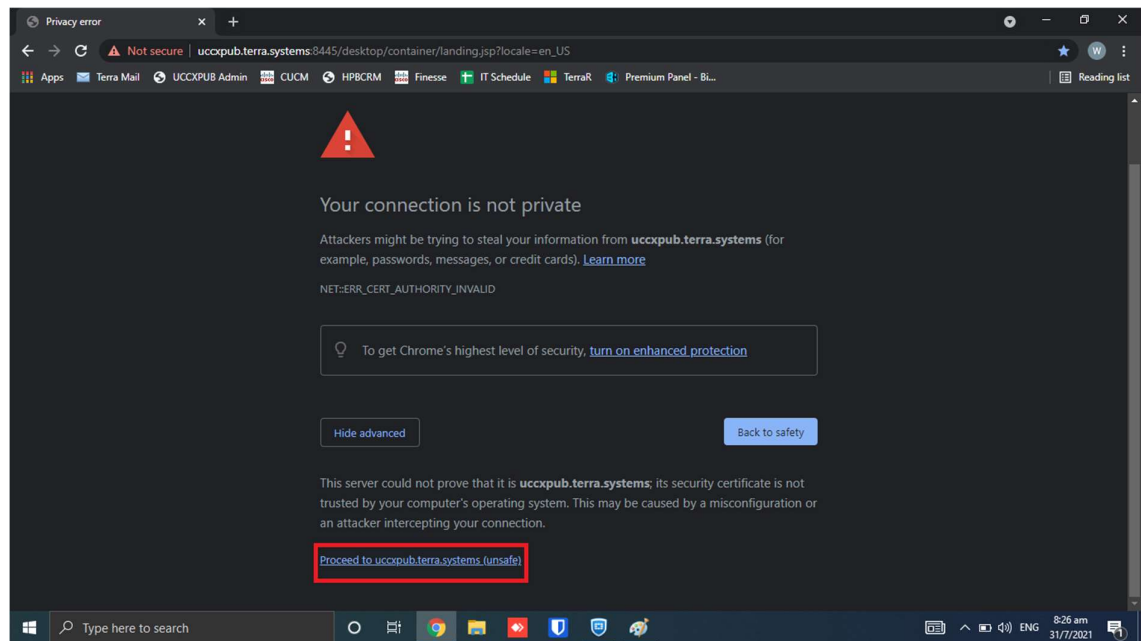 Privacy error
Not secure | uccxpub.terra.systems:8445/desktop/container/landing.jsp?locale=en_US
W
Apps Terra Mail UCCXPUB Admin CUCM HPBCRM Finesse IT Schedule TerraR Premium Panel - Bi... Reading list
Your connection is not private
Attackers might be trying to steal your information from uccxpub.terra.systems (for
example, passwords, messages, or credit cards). Learn more
NET::ERR_CERT_AUTHORITY_INVALID
To get Chrome's highest level of security, turn on enhanced protection
Hide advanced
Back to safety
This server could not prove that it is uccxpub.terra.systems; its security certificate is not
trusted by your computer's operating system. This may be caused by a misconfiguration or
an attacker intercepting your connection.
Proceed to uccxpub.terra.systems (unsafe)
Type here to search
ENG
8:26 am
31/7/2021
1